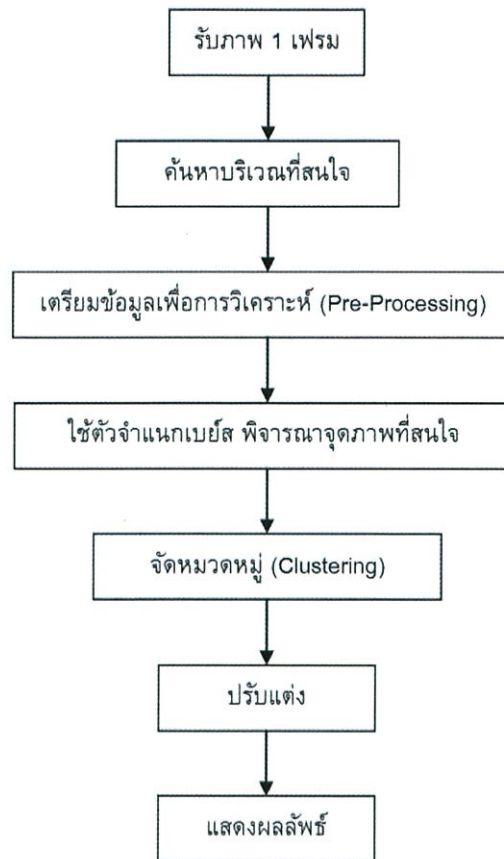 รับภาพ 1 เฟรม
ค้นหาบริเวณที่สนใจ
เตรียมข้อมูลเพื่อการวิเคราะห์ (Pre-Processing)
ใช้ตัวจำแนกเบย์ส พิจารณาจุดภาพที่สนใจ
จัดหมวดหมู่ (Clustering)
ปรับแต่ง
แสดงผลลัพธ์